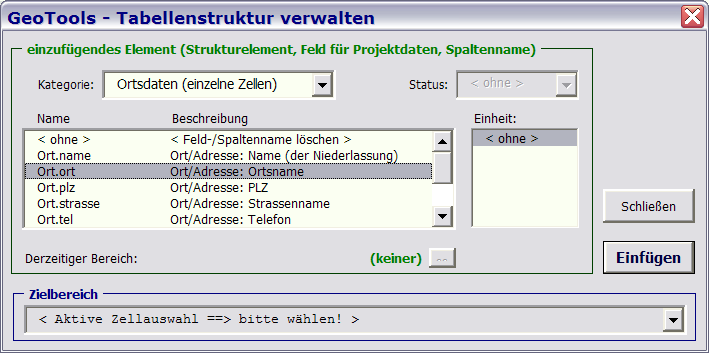 GeoTools - Tabellenstruktur verwalten
einzufügendes Element (Strukturelement, Feld für Projektdaten, Spaltenname)
Kategorie: Ortsdaten (einzelne Zellen) Status: < ohne >
Name Beschreibung Einheit:
< ohne > < Feld-/Spaltenname löschen > < ohne >
Ort.name Ort/Adresse: Name (der Niederlassung)
Ort.ort Ort/Adresse: Ortsname
Ort.plz Ort/Adresse: PLZ
Ort.strasse Ort/Adresse: Strassenname
Ort.tel Ort/Adresse: Telefon
Schließen
Derzeitiger Bereich: (keiner) --
Einfügen
Zielbereich
< Aktive Zellauswahl ==> bitte wählen! >